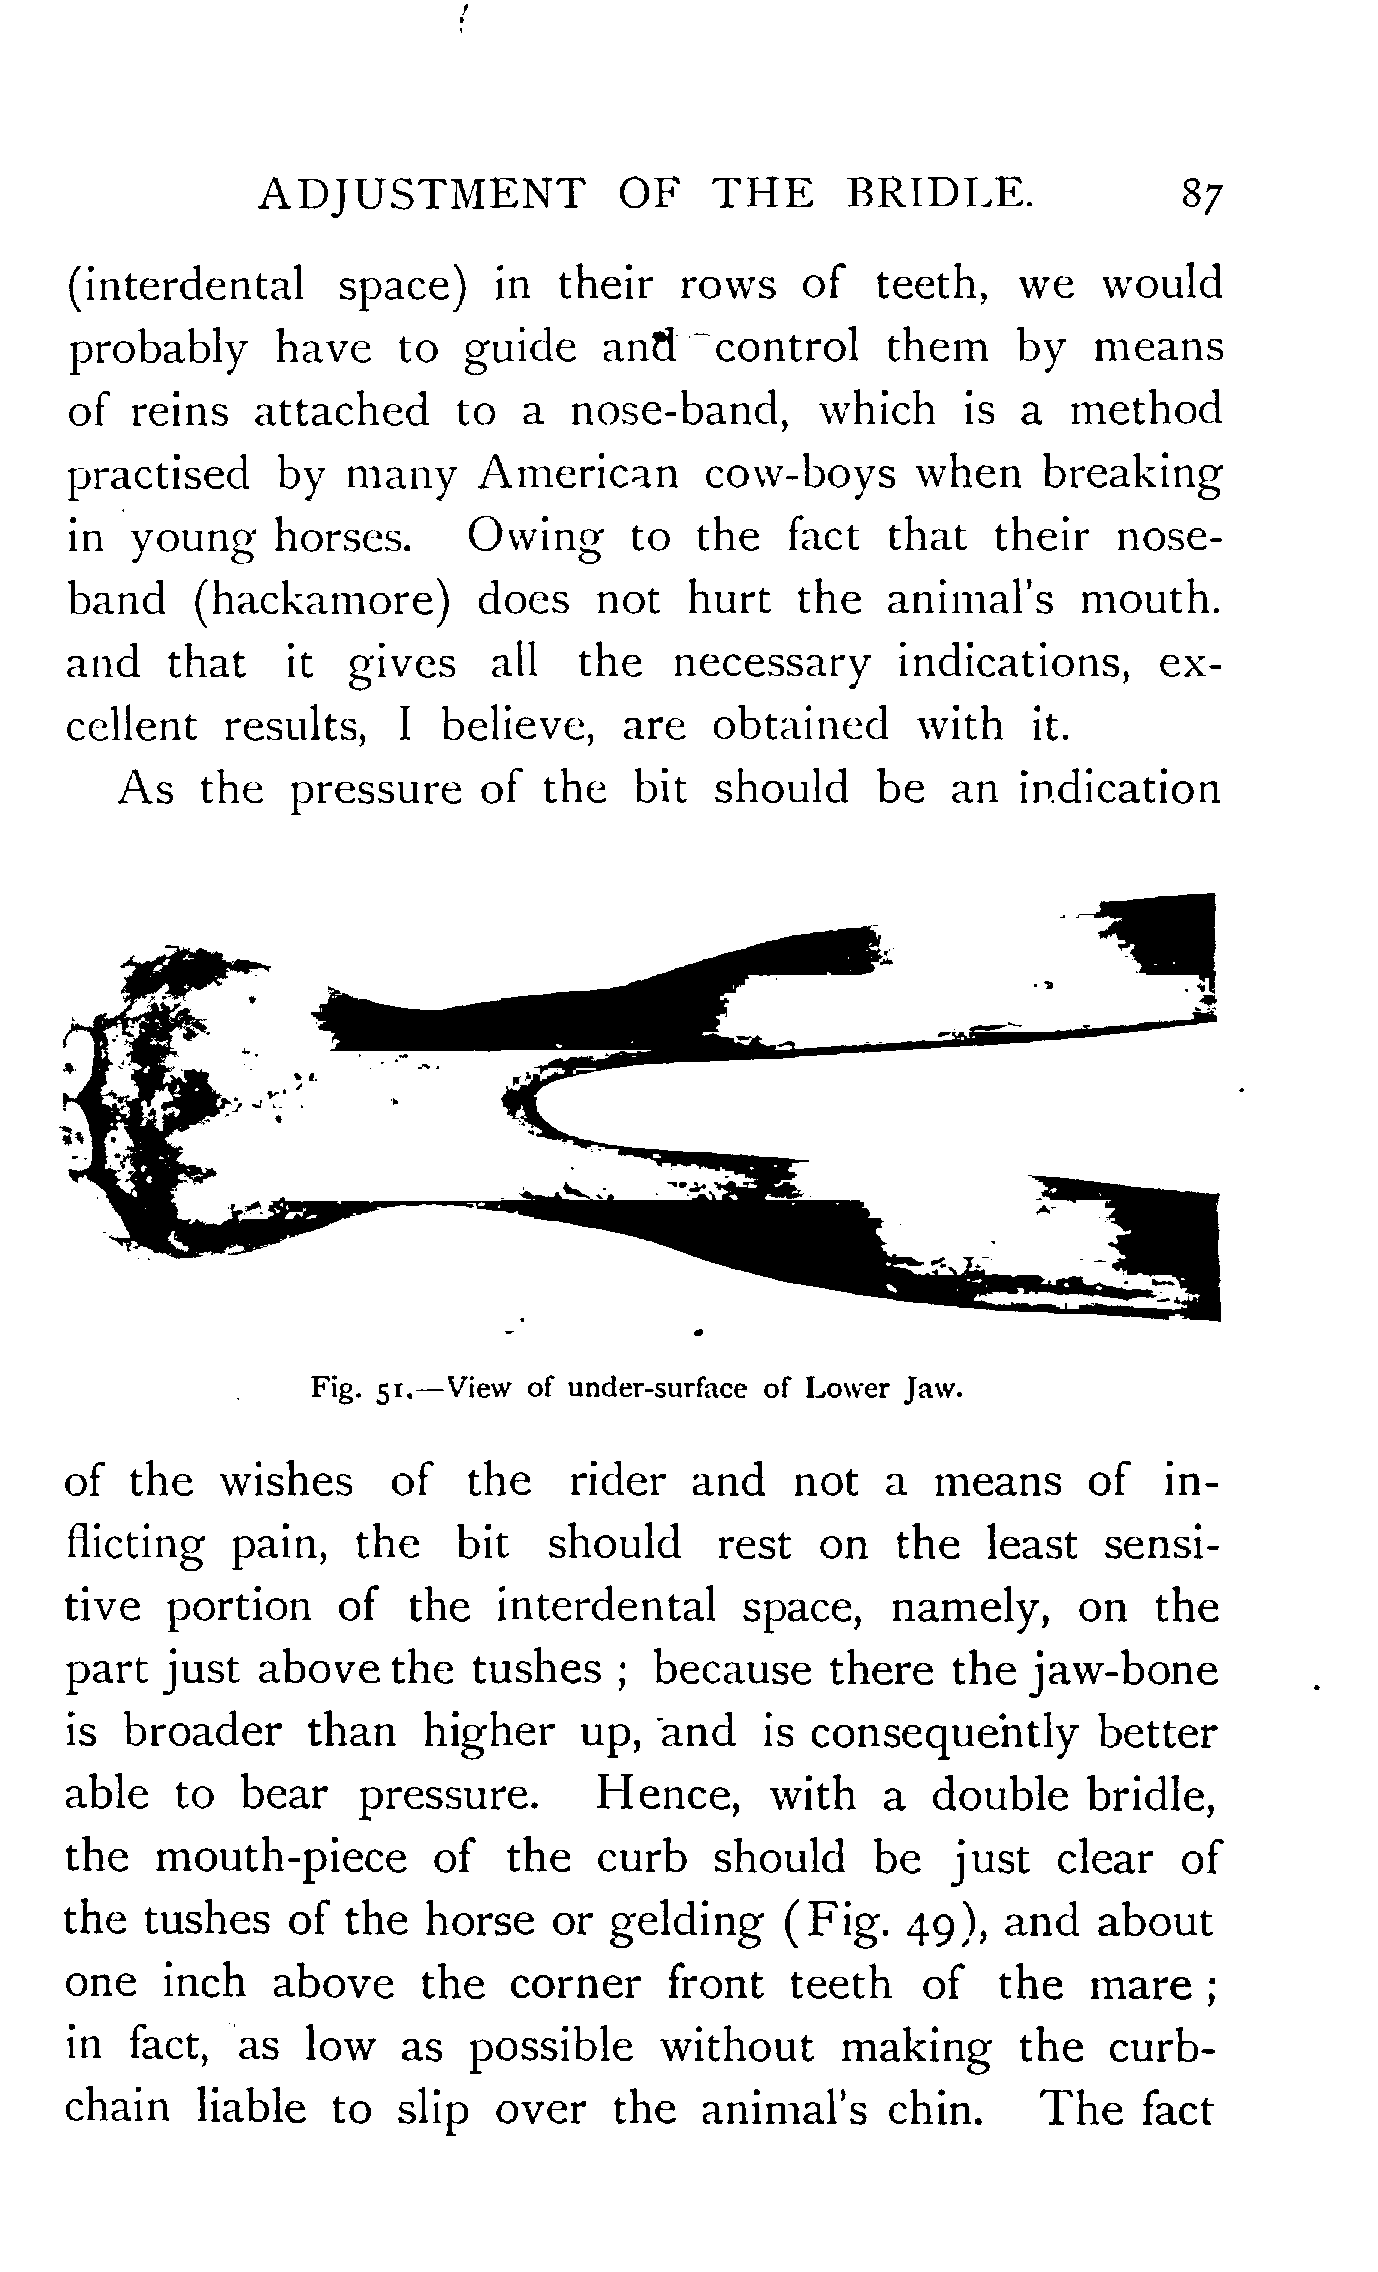 ADJUSTMENT OF THE BRIDLE. 87
(interdental space) in their rows of teeth, we would
probably have to guide and control them by means
of reins attached to a nose-band, which is a method
practised by many American cow-boys when breaking
in young horses. Owing to the fact that their nose-
band (hackamore) does not hurt the animal's mouth.
and that it gives all the necessary indications, ex-
cellent results, I believe, are obtained with it.
As the pressure of the bit should be an indication
Fig. 51.—View of under-surface of Lower Jaw.
of the wishes of the rider and not a means of in-
flicting pain, the bit should rest on the least sensi-
tive portion of the interdental space, namely, on the
part just above the tushes ; because there the jaw-bone
is broader than higher up, and is consequently better
able to bear pressure. Hence, with a double bridle,
the mouth-piece of the curb should be just clear of
the tushes of the horse or gelding (Fig. 49), and about
one inch above the corner front teeth of the mare ;
in fact, as low as possible without making the curb-
chain liable to slip over the animal's chin. The fact